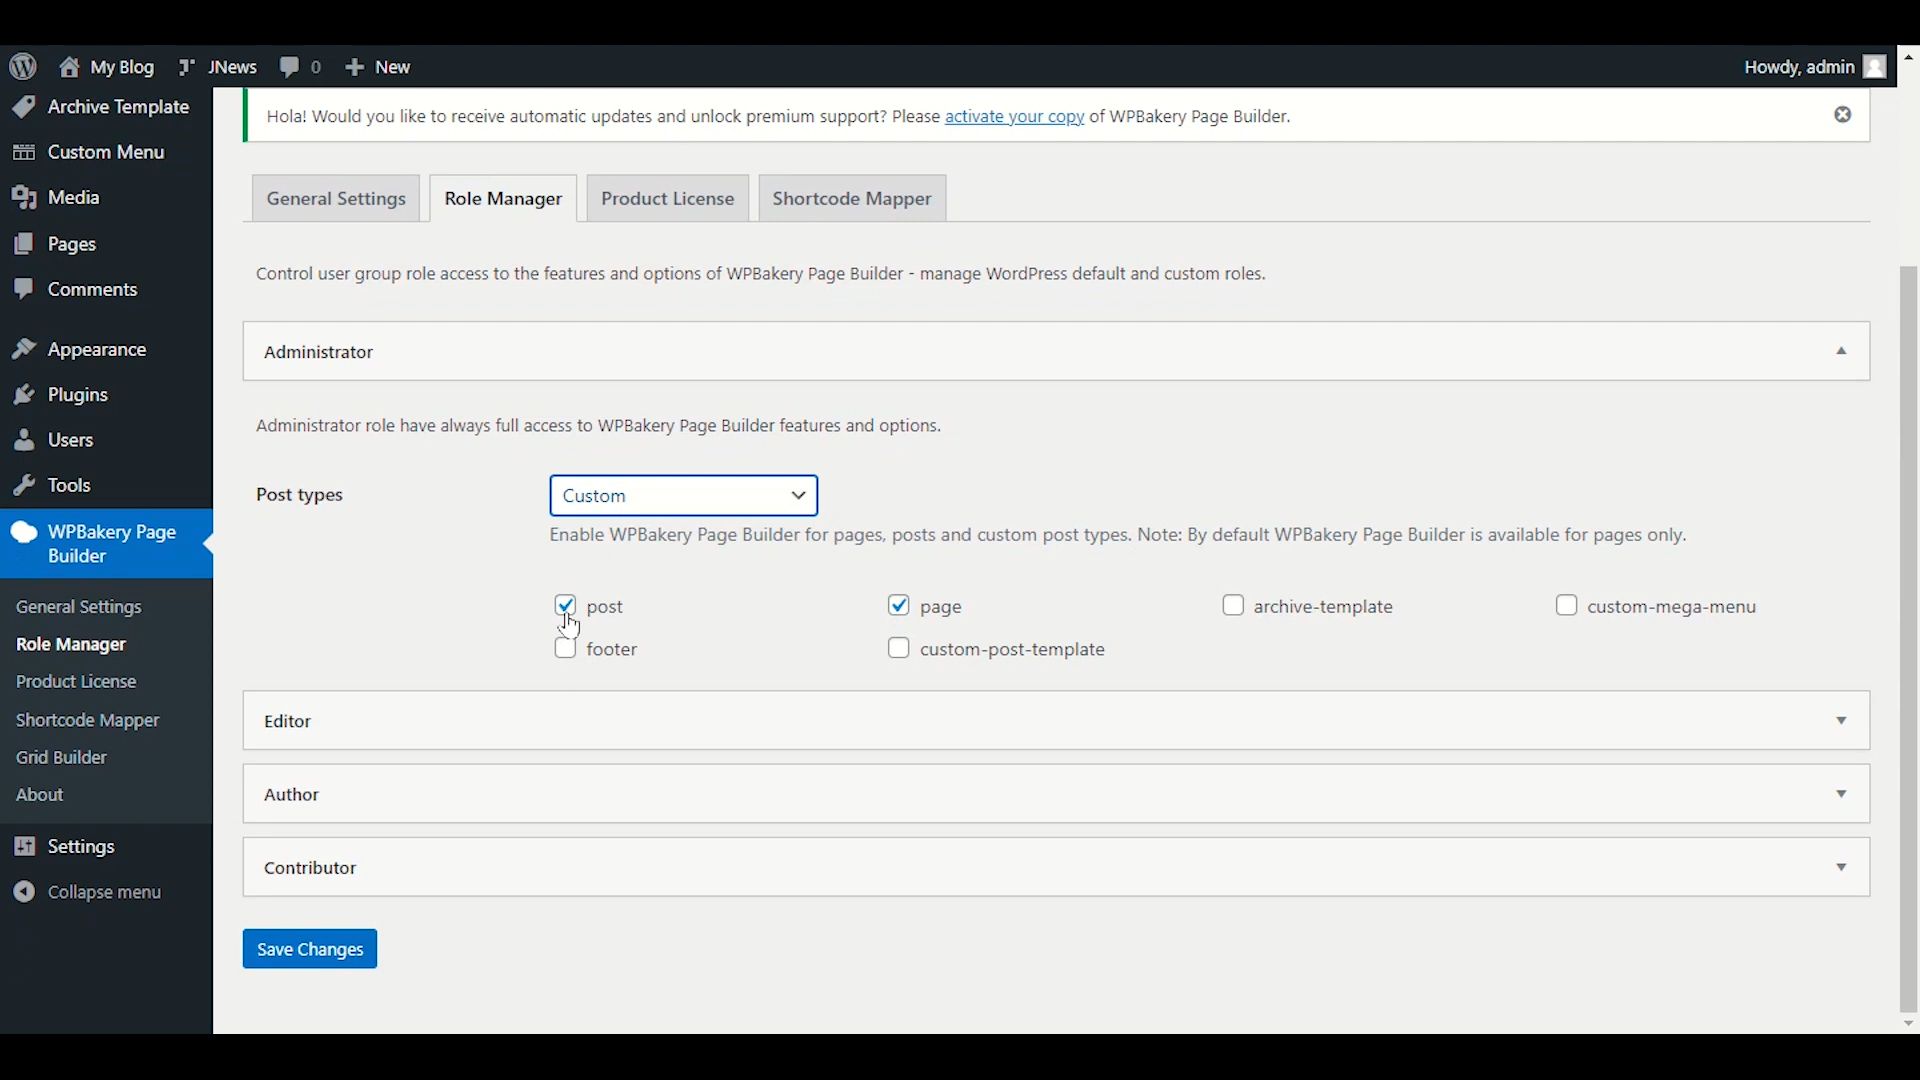 My Blog JNews 0 New Howdy, admin
Archive Template
Custom Menu
Media
Pages
Comments
Appearance
Plugins
Users
Tools
WPBakery Page
Builder
General Settings
Role Manager
Product License
Shortcode Mapper
Grid Builder
About
Settings
Collapse menu
Hola! Would you like to receive automatic updates and unlock premium support? Please activate your copy of WPBakery Page Builder.
General Settings Role Manager Product License Shortcode Mapper
Control user group role access to the features and options of WPBakery Page Builder - manage WordPress default and custom roles.
Administrator
Administrator role have always full access to WPBakery Page Builder features and options.
Post types Custom
Enable WPBakery Page Builder for pages, posts and custom post types. Note: By default WPBakery Page Builder is available for pages only.
post page archive-template custom-mega-menu
footer custom-post-template
Editor
Author
Contributor
Save Changes